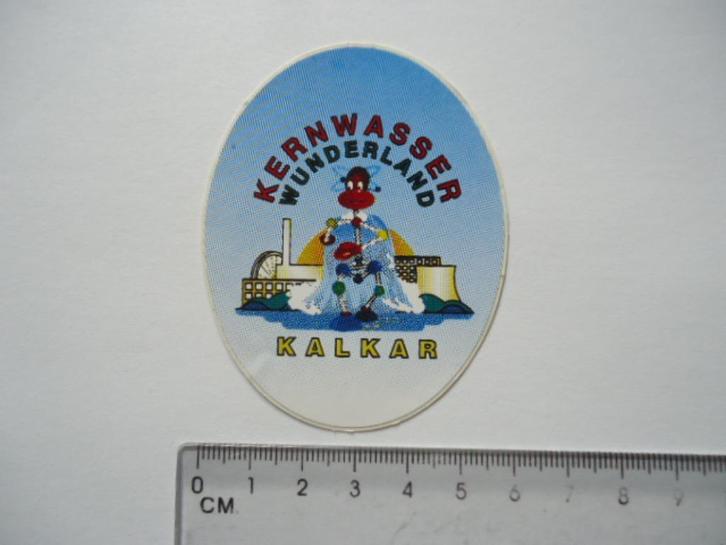 KERNWASSER
WUNDERLAND
KALKAR
0 1 2 3 4 5 6 7 8 9
CM